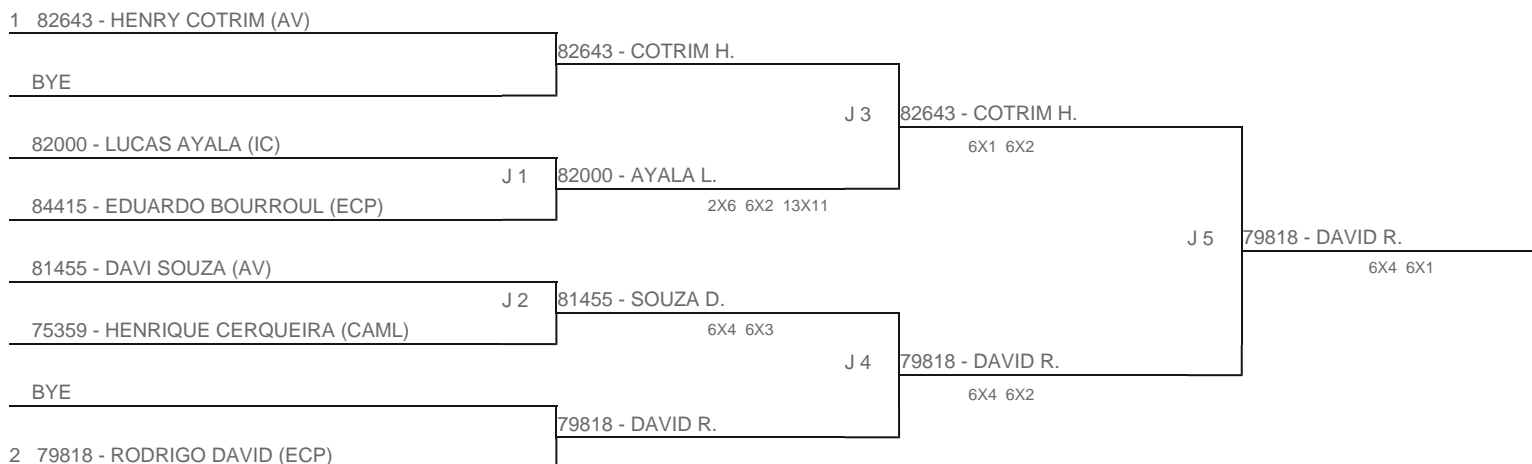 1 82643 - HENRY COTRIM (AV)
82643 - COTRIM H.
BYE
J 3
82643 - COTRIM H.
82000 - LUCAS AYALA (IC)
6X1 6X2
J 1
82000 - AYALA L.
84415 - EDUARDO BOURROUL (ECP)
2X6 6X2 13X11
J 5
79818 - DAVID R.
81455 - DAVI SOUZA (AV)
6X4 6X1
J 2
81455 - SOUZA D.
75359 - HENRIQUE CERQUEIRA (CAML)
6X4 6X3
J 4
79818 - DAVID R.
BYE
6X4 6X2
79818 - DAVID R.
2 79818 - RODRIGO DAVID (ECP)